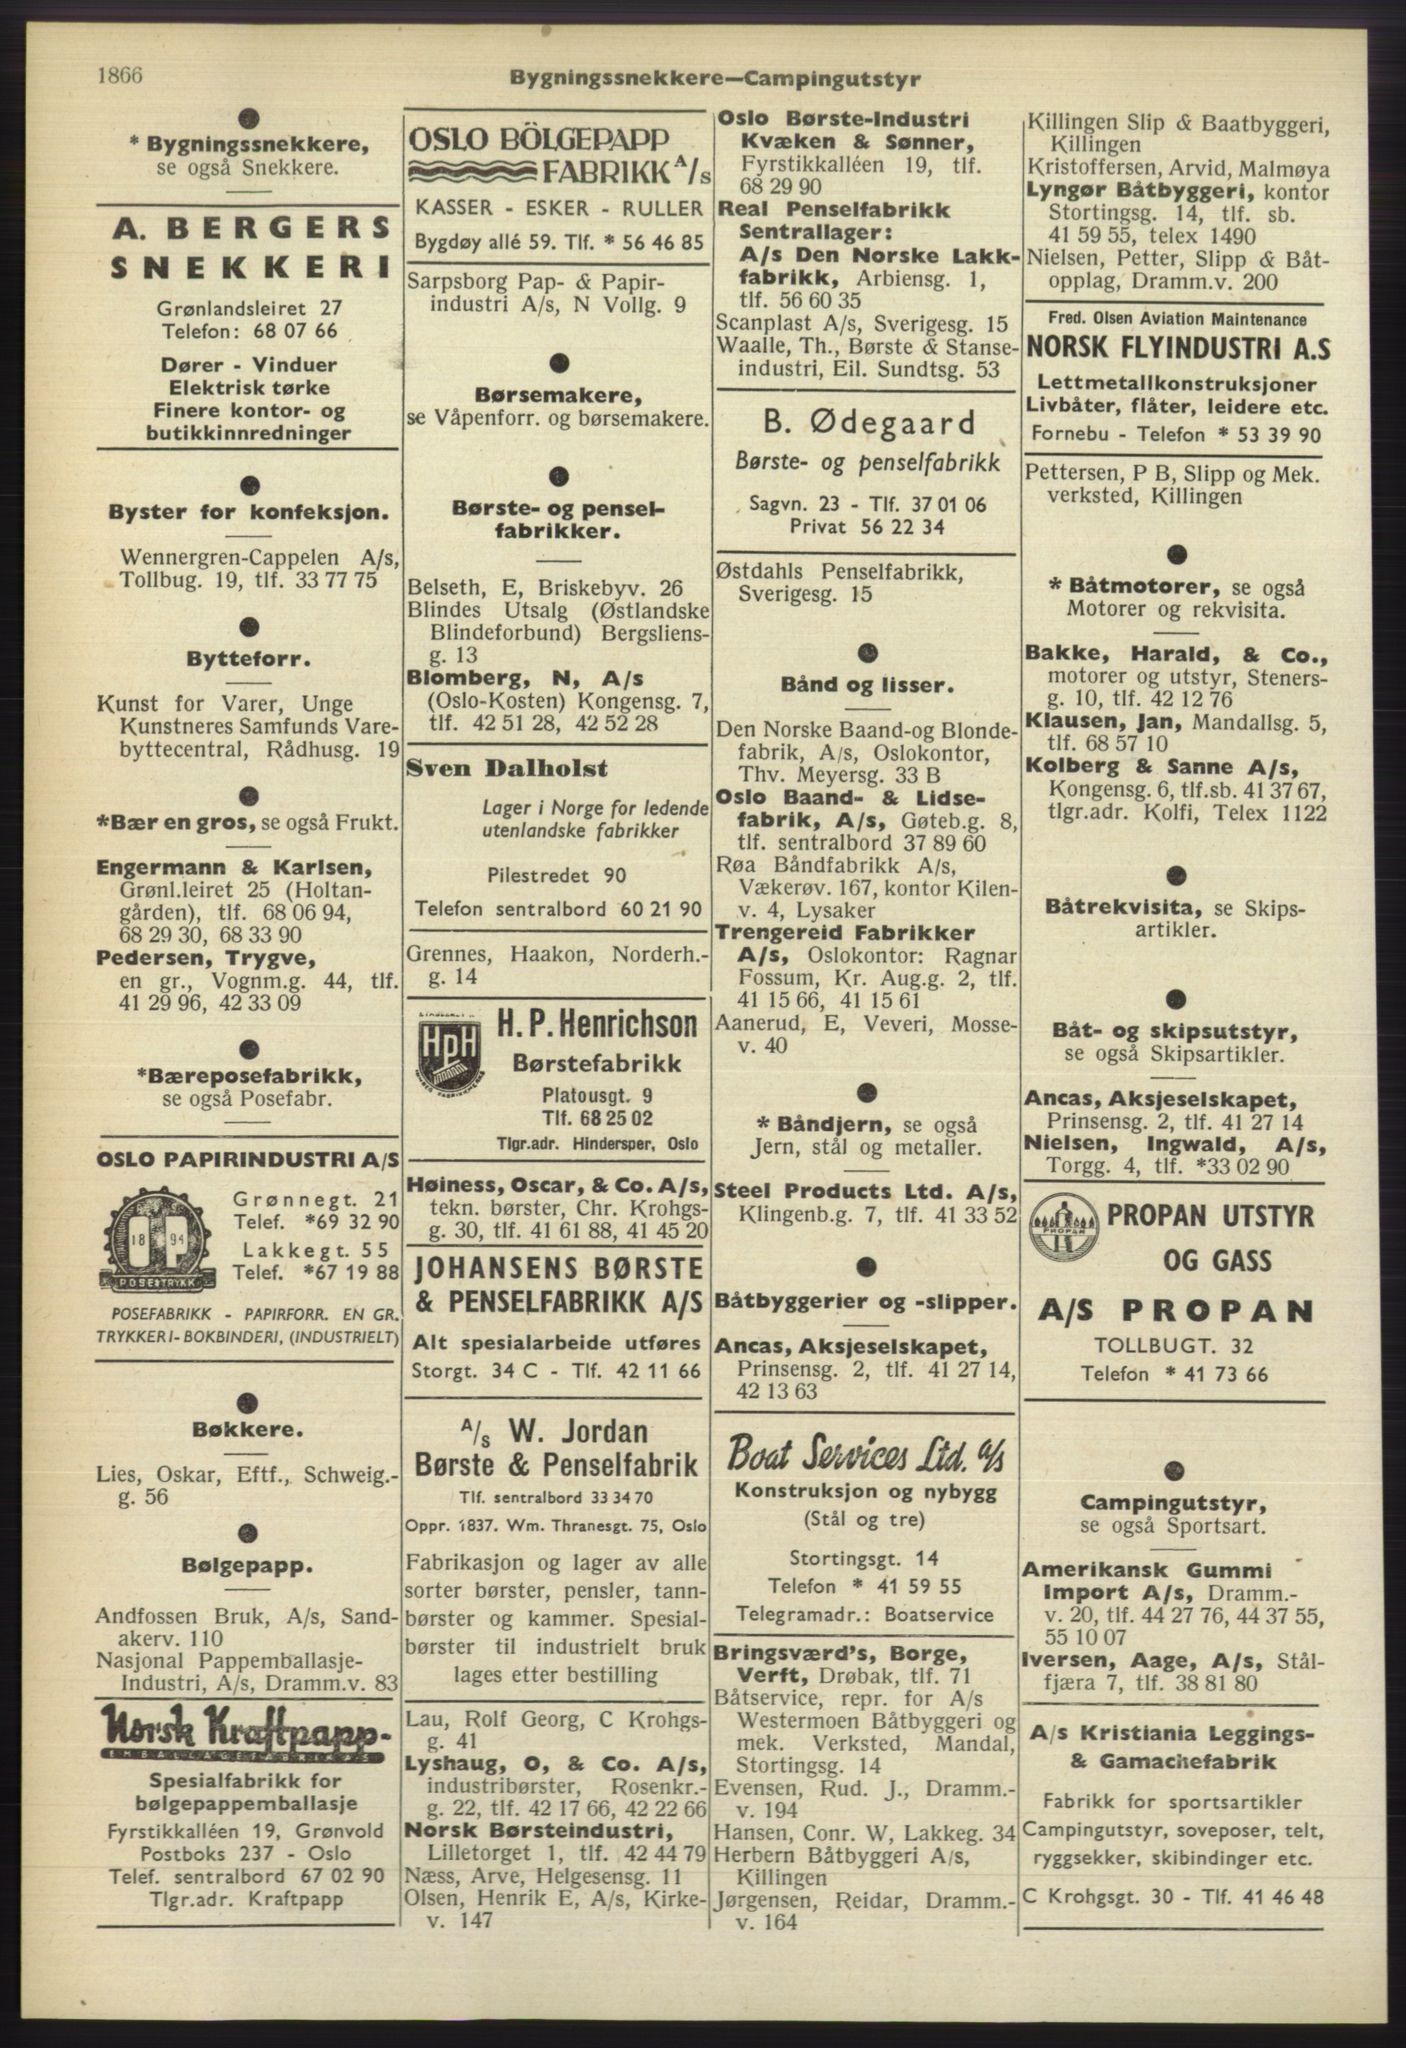 1866
Bygningssnekkere—Campingutstyr
* Bygningssnekkere,
se også Snekkere.
A. BERGERS
SNEKKERI
Grønlandsleiret 27
Telefon: 68 07 66
Dører - Vinduer
Elektrisk tørke
Finere kontor- og
butikkinnredninger
Byster for konfeksjon.
Wennergren-Cappelen A/s,
Tollbug. 19, tlf. 33 77 75
Bytteforr.
Kunst for Varer, Unge
Kunstneres Samfunds Vare-
byttecentral, Rådhusg. 19
*Bær en gros, se også Frukt.
Engermann & Karlsen,
Grønl.leiret 25 (Holtan-
gården), tlf. 68 06 94,
68 29 30, 68 33 90
Pedersen, Trygve,
en gr., Vognm.g. 44, tlf.
41 29 96, 42 33 09
*Bæreposefabrikk,
se også Posefabr.
OSLO PAPIRINDUSTRI A/S
18 94
POSE & TRYKK
Grønnegt. 21
Telef. *69 32 90
Lakkegt. 55
Telef. *67 19 88
POSEFABRIKK - PAPIRFORR. EN GR.
TRYKKERI- BOKBINDERI, (INDUSTRIELT)
Bøkkere.
Lies, Oskar, Eftf., Schweig.-
g. 56
Bølgepapp.
Andfossen Bruk, A/s, Sand-
akerv. 110
Nasjonal Pappemballasje-
Industri, A/s, Dramm.v. 83
Norsk Kraftpapp-
EMBALLAGEFABRIKAS
Spesialfabrikk for
bølgepappemballasje
Fyrstikkalléen 19, Grønvold
Postboks 237 - Oslo
Telef. sentralbord 67 02 90
Tlgr.adr. Kraftpapp
OSLO BÖLGEPAPP
FABRIKK A/s
KASSER - ESKER - RULLER
Bygdøy allé 59. Tlf. * 56 46 85
Sarpsborg Pap- & Papir-
industri A/s, N Vollg. 9
Børsemakere,
se Våpenforr. og børsemakere.
Børste- og pensel-
fabrikker.
Belseth, E, Briskebyv. 26
Blindes Utsalg (Østlandske
Blindeforbund) Bergsliens-
g. 13
Blomberg, N, A/s
(Oslo-Kosten) Kongensg. 7,
tlf. 42 51 28, 42 52 28
Sven Dalholst
Lager i Norge for ledende
utenlandske fabrikker
Pilestredet 90
Telefon sentralbord 60 21 90
Grennes, Haakon, Norderh.-
g. 14
HPH
H. P. Henrichson
Børstefabrikk
Platousgt. 9
Tlf. 68 25 02
Tlgr.adr. Hindersper, Oslo
Høiness, Oscar, & Co. A/s,
tekn. børster, Chr. Krohgs-
g. 30, tlf. 41 61 88, 41 45 20
JOHANSENS BØRSTE
& PENSELFABRIKK A/S
Alt spesialarbeide utføres
Storgt. 34 C - Tlf. 42 11 66
A/s W. Jordan
Børste & Penselfabrik
Tlf. sentralbord 33 34 70
Oppr. 1837. Wm. Thranesgt. 75, Oslo
Fabrikasjon og lager av alle
sorter børster, pensler, tann-
børster og kammer. Spesial-
børster til industrielt bruk
lages etter bestilling
Lau, Rolf Georg, C Krohgs-
g. 41
Lyshaug, O, & Co. A/s,
industribørster, Rosenkr.-
g. 22, tlf. 42 17 66, 42 22 66
Norsk Børsteindustri,
Lilletorget 1, tlf. 42 44 79
Næss, Arve, Helgesensg. 11
Olsen, Henrik E, A/s, Kirke-
v. 147
Oslo Børste-Industri
Kvæken & Sønner,
Fyrstikkalléen 19, tlf.
68 29 90
Real Penselfabrikk
Sentrallager:
A/s Den Norske Lakk-
fabrikk, Arbiensg. 1,
tlf. 56 60 35
Scanplast A/s, Sverigesg. 15
Waalle, Th., Børste & Stanse-
industri, Eil. Sundtsg. 53
B. Ødegaard
Børste- og penselfabrikk
Sagvn. 23 - Tlf. 37 01 06
Privat 56 22 34
Østdahls Penselfabrikk,
Sverigesg. 15
Bånd og lisser.
Den Norske Baand-og Blonde-
fabrik, A/s, Oslokontor,
Thv. Meyersg. 33 B
Oslo Baand- & Lidse-
fabrik, A/s, Gøteb.g. 8,
tlf. sentralbord 37 89 60
Røa Båndfabrikk A/s,
Vækerøv. 167, kontor Kilen-
v. 4, Lysaker
Trengereid Fabrikker
A/s, Oslokontor: Ragnar
Fossum, Kr. Aug.g. 2, tlf.
41 15 66, 41 15 61
Aanerud, E, Veveri, Mosse-
v. 40
* Båndjern, se også
Jern, stål og metaller.
Steel Products Ltd. A/s,
Klingenb.g. 7, tlf. 41 33 52
Båtbyggerier og -slipper.
Ancas, Aksjeselskapet,
Prinsensg. 2, tlf. 41 27 14,
42 13 63
Boat Services Ltd. a/s
Konstruksjon og nybygg
(Stål og tre)
Stortingsgt. 14
Telefon * 41 59 55
Telegramadr.: Boatservice
Bringsværd's, Borge,
Verft, Drøbak, tlf. 71
Båtservice, repr. for A/s
Westermoen Båtbyggeri og
mek. Verksted, Mandal,
Stortingsg. 14
Evensen, Rud. J., Dramm.-
v. 194
Hansen, Conr. W, Lakkeg. 34
Herbern Båtbyggeri A/s,
Killingen
Jørgensen, Reidar, Dramm.-
v. 164
Killingen Slip & Baatbyggeri,
Killingen
Kristoffersen, Arvid, Malmøya
Lyngør Båtbyggeri, kontor
Stortingsg. 14, tlf. sb.
41 59 55, telex 1490
Nielsen, Petter, Slipp & Båt-
opplag, Dramm.v. 200
Fred. Olsen Aviation Maintenance
NORSK FLYINDUSTRI A.S
Lettmetallkonstruksjoner
Livbåter, flåter, leidere etc.
Fornebu - Telefon * 53 39 90
Pettersen, P B, Slipp og Mek.
verksted, Killingen
* Båtmotorer, se også
Motorer og rekvisita.
Bakke, Harald, & Co.,
motorer og utstyr, Steners-
g. 10, tlf. 42 12 76
Klausen, Jan, Mandallsg. 5,
tlf. 68 57 10
Kolberg & Sanne A/s,
Kongensg. 6, tlf.sb. 41 37 67,
tlgr.adr. Kolfi, Telex 1122
Båtrekvisita, se Skips-
artikler.
Båt- og skipsutstyr,
se også Skipsartikler.
Ancas, Aksjeselskapet,
Prinsensg. 2, tlf. 41 27 14
Nielsen, Ingwald, A/s,
Torgg. 4, tlf. *33 02 90
PROPAN
PROPAN UTSTYR
OG GASS
A/S PROPAN
TOLLBUGT. 32
Telefon * 41 73 66
Campingutstyr,
se også Sportsart.
Amerikansk Gummi
Import A/s, Dramm.-
v. 20, tlf. 44 27 76, 44 37 55,
55 10 07
Iversen, Aage, A/s, Stål-
fjæra 7, tlf. 38 81 80
A/s Kristiania Leggings-
& Gamachefabrik
Fabrikk for sportsartikler
Campingutstyr, soveposer, telt,
ryggsekker, skibindinger etc.
C Krohgsgt. 30 - Tlf. 41 46 48